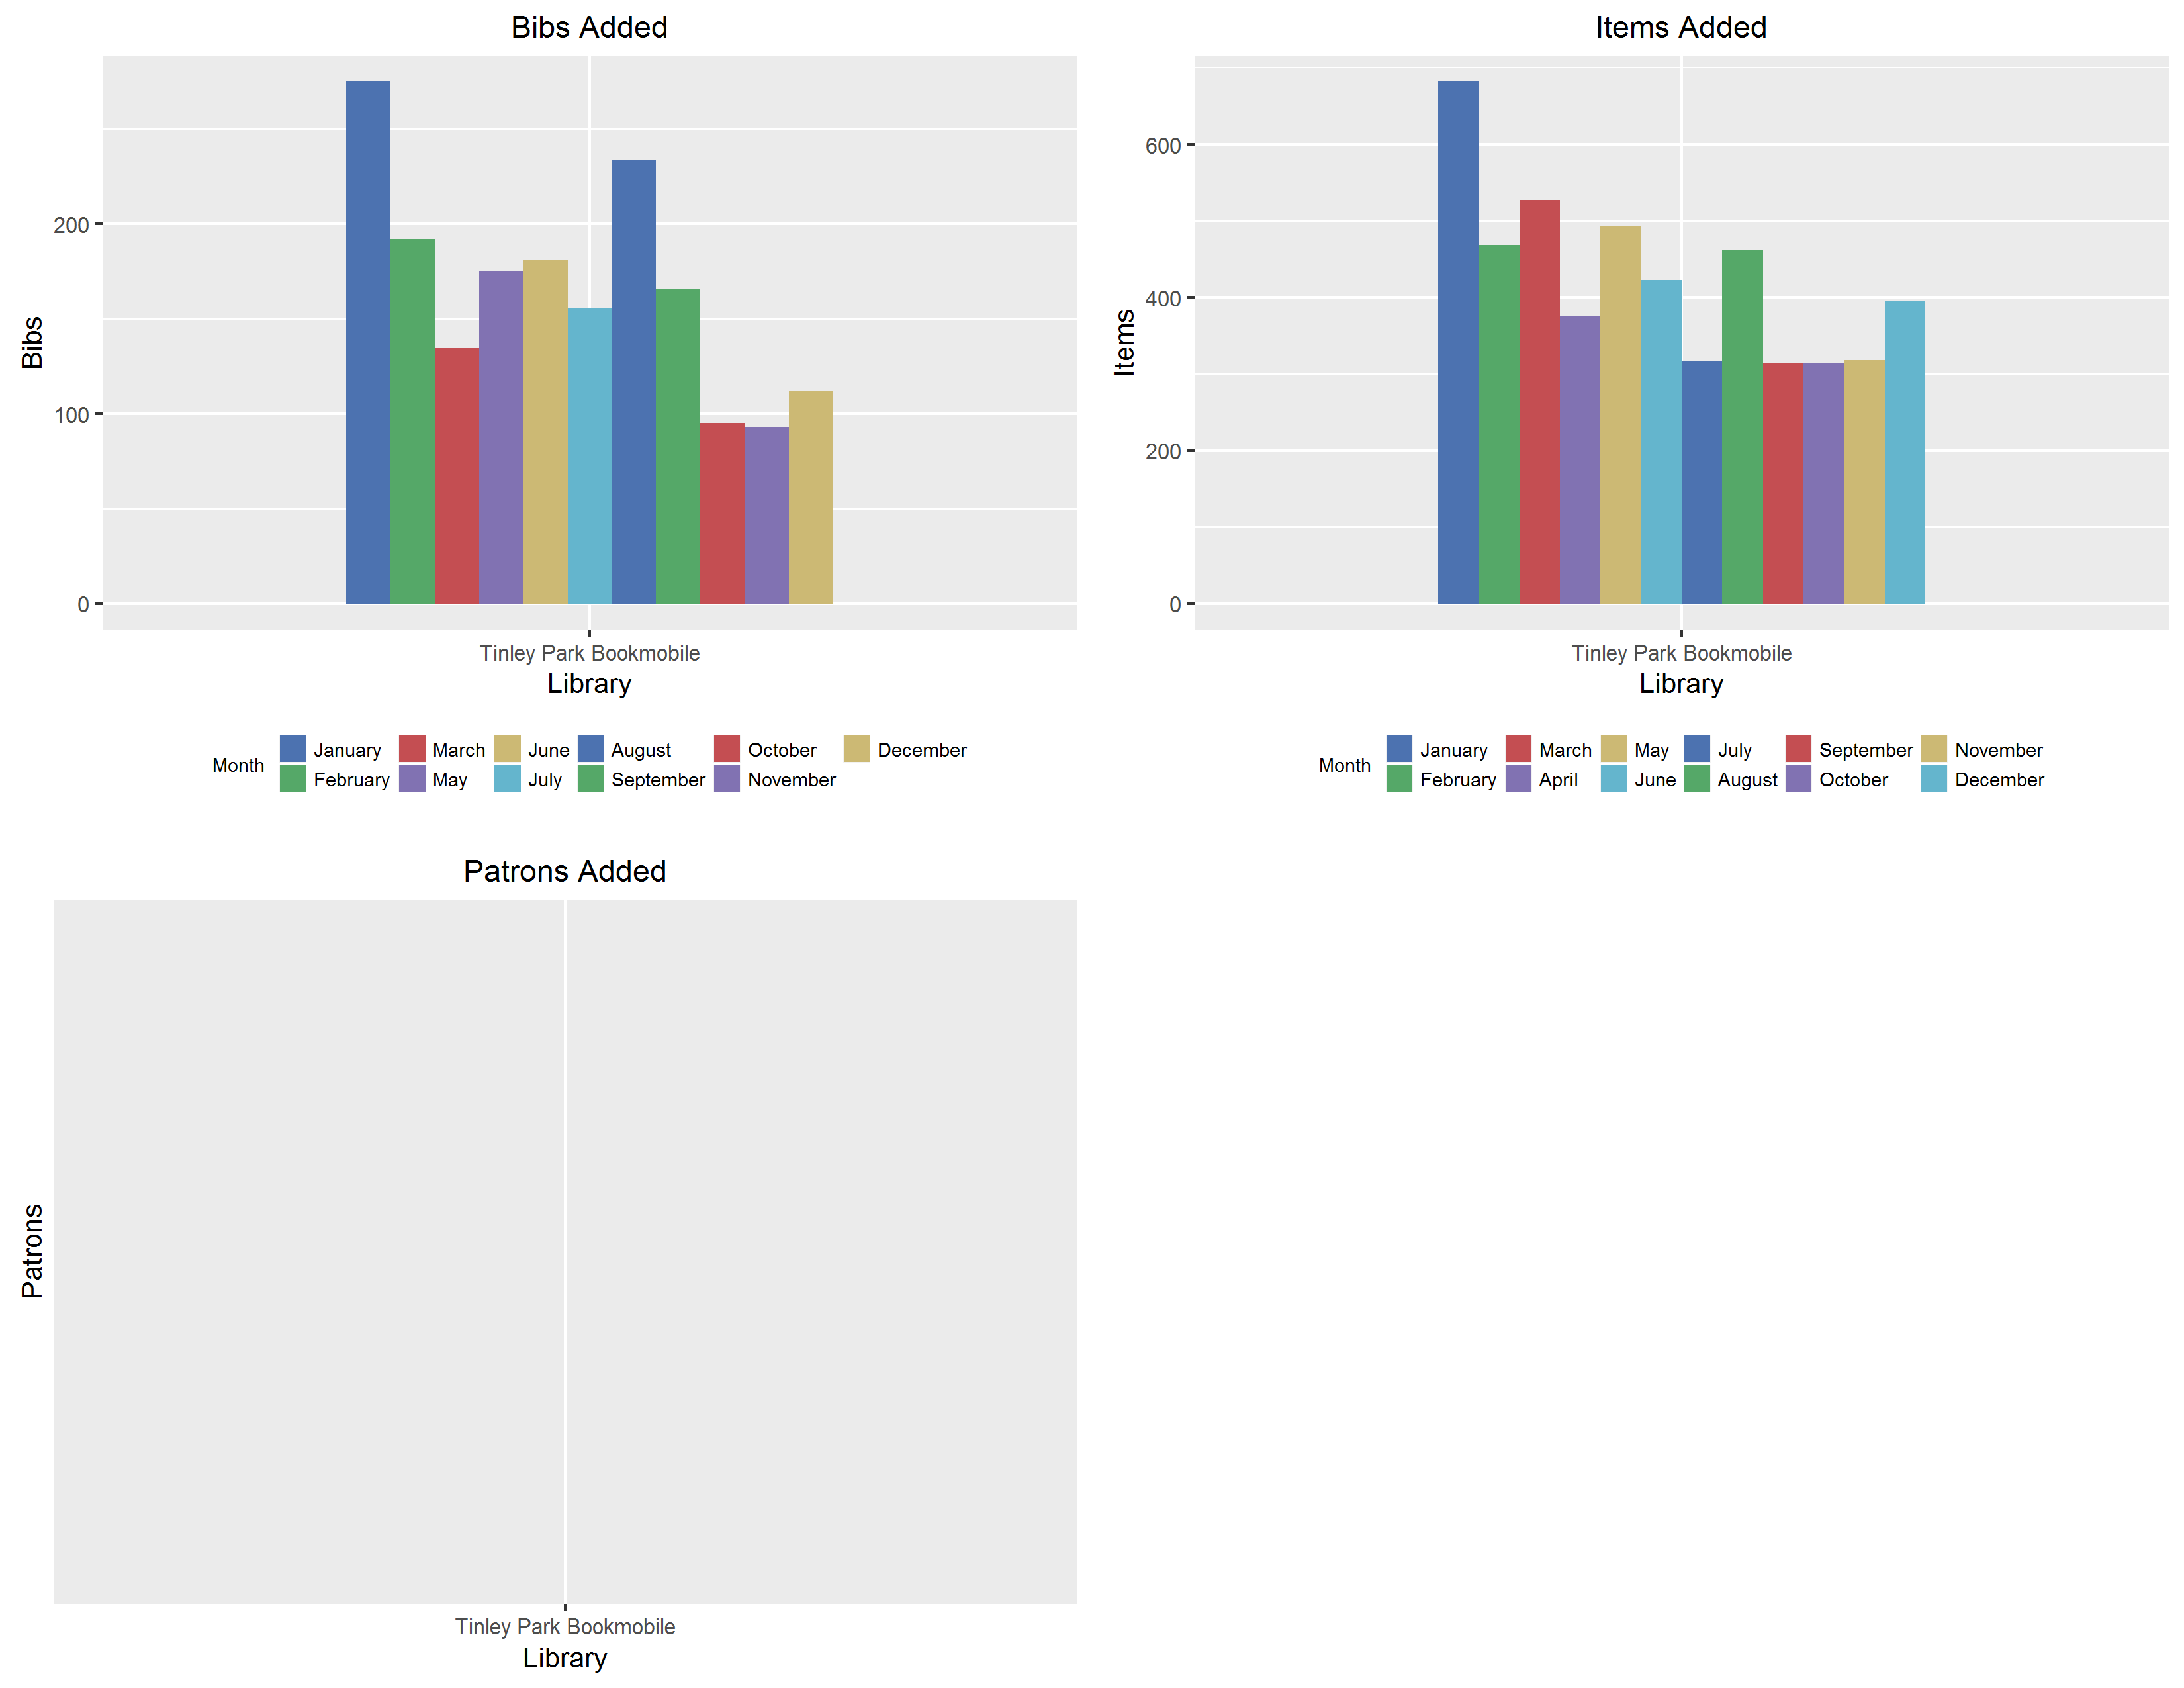 Bibs Added
Bibs
200
100
0
Tinley Park Bookmobile
Library
Month
January March June August October December
February May July September November
Items Added
Items
600
400
200
0
Tinley Park Bookmobile
Library
Month
January March May July September November
February April June August October December
Patrons Added
Patrons
Tinley Park Bookmobile
Library